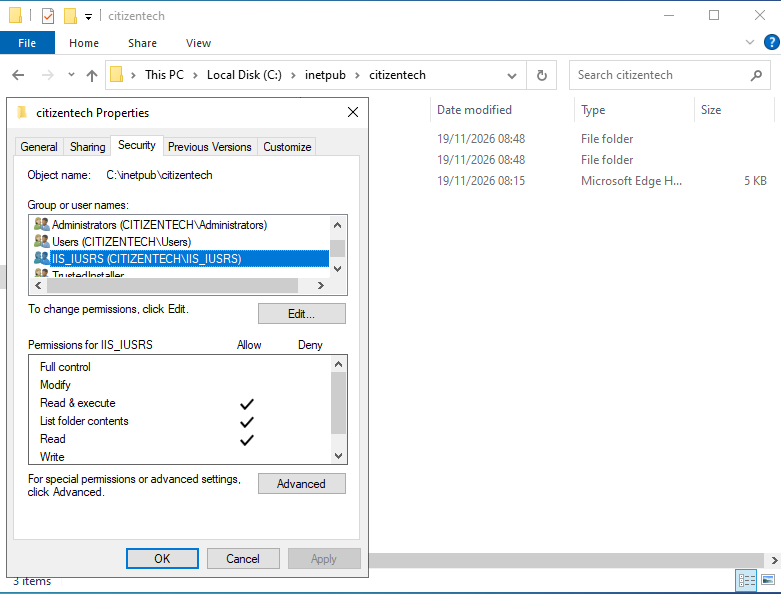 citizentech
File Home Share View
This PC Local Disk (C:) inetpub citizentech Search citizentech
citizentech Properties
General Sharing Security Previous Versions Customize
Object name: C:\inetpub\citizentech
Group or user names:
Administrators (CITIZENTECH\Administrators)
Users (CITIZENTECH\Users)
IIS_IUSRS (CITIZENTECH\IIS_IUSRS)
TrustedInstaller
To change permissions, click Edit.
Edit...
Permissions for IIS_IUSRS Allow Deny
Full control
Modify
Read & execute
List folder contents
Read
Write
For special permissions or advanced settings,
click Advanced.
Advanced
OK Cancel Apply
Date modified Type Size
19/11/2026 08:48 File folder
19/11/2026 08:48 File folder
19/11/2026 08:15 Microsoft Edge H... 5 KB
3 items